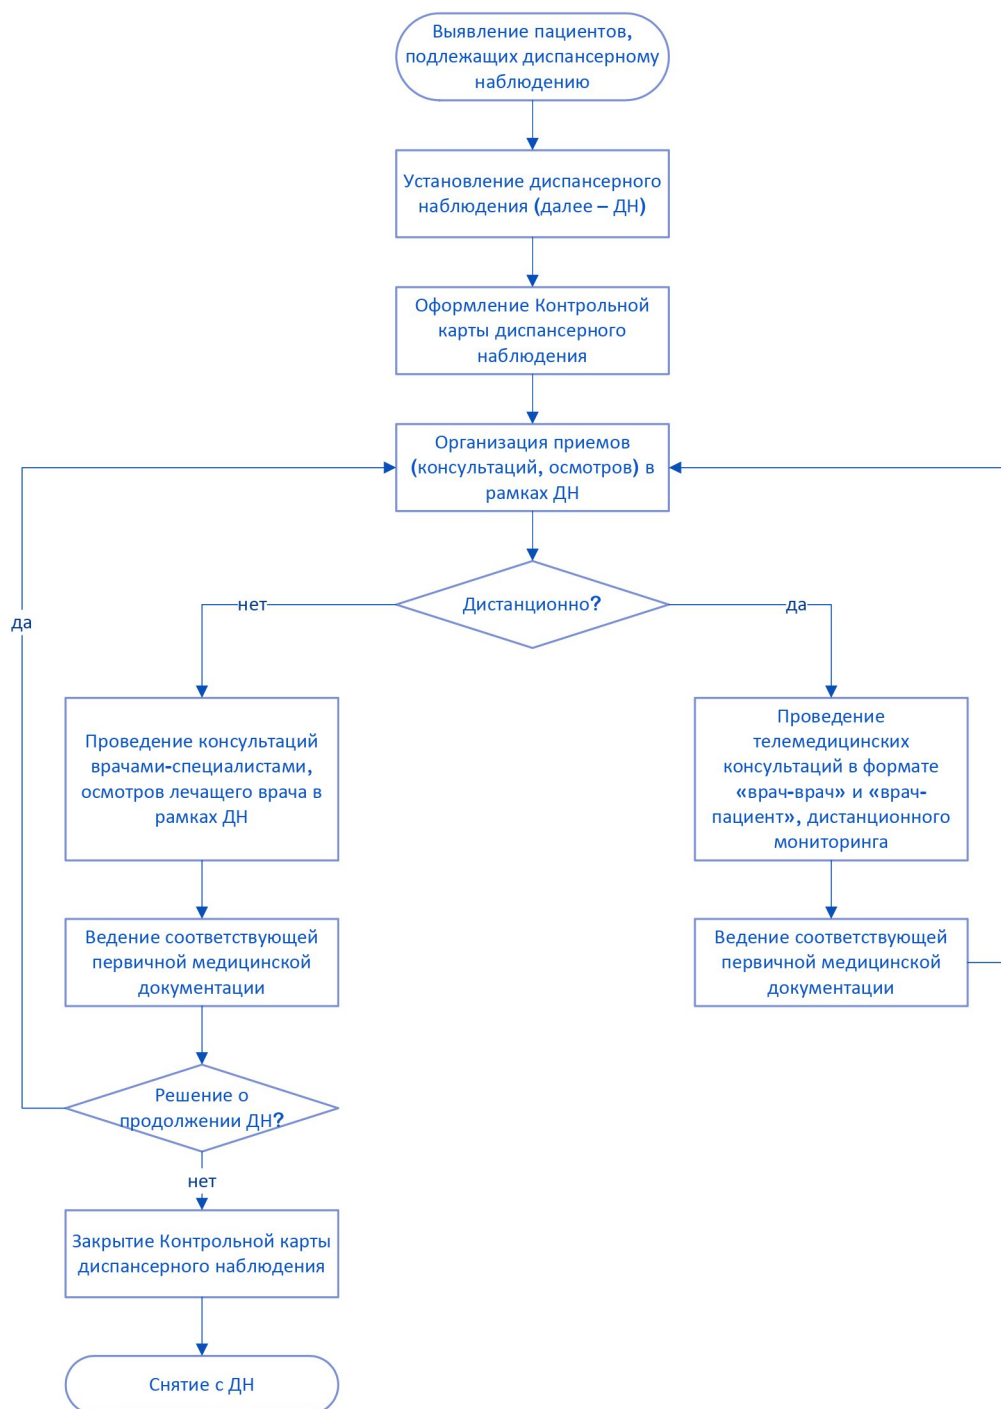 Выявление пациентов,
подлежащих диспансерному
наблюдению
Установление диспансерного
наблюдения (далее – ДН)
Оформление Контрольной
карты диспансерного
наблюдения
Организация приемов
(консультаций, осмотров) в
рамках ДН
Дистанционно?
нет
да
да
Проведение консультаций
врачами-специалистами,
осмотров лечащего врача в
рамках ДН
Проведение
телемедицинских
консультаций в формате
«врач-врач» и «врач-
пациент», дистанционного
мониторинга
Ведение соответствующей
первичной медицинской
документации
Ведение соответствующей
первичной медицинской
документации
Решение о
продолжении ДН?
нет
Закрытие Контрольной карты
диспансерного наблюдения
Снятие с ДН